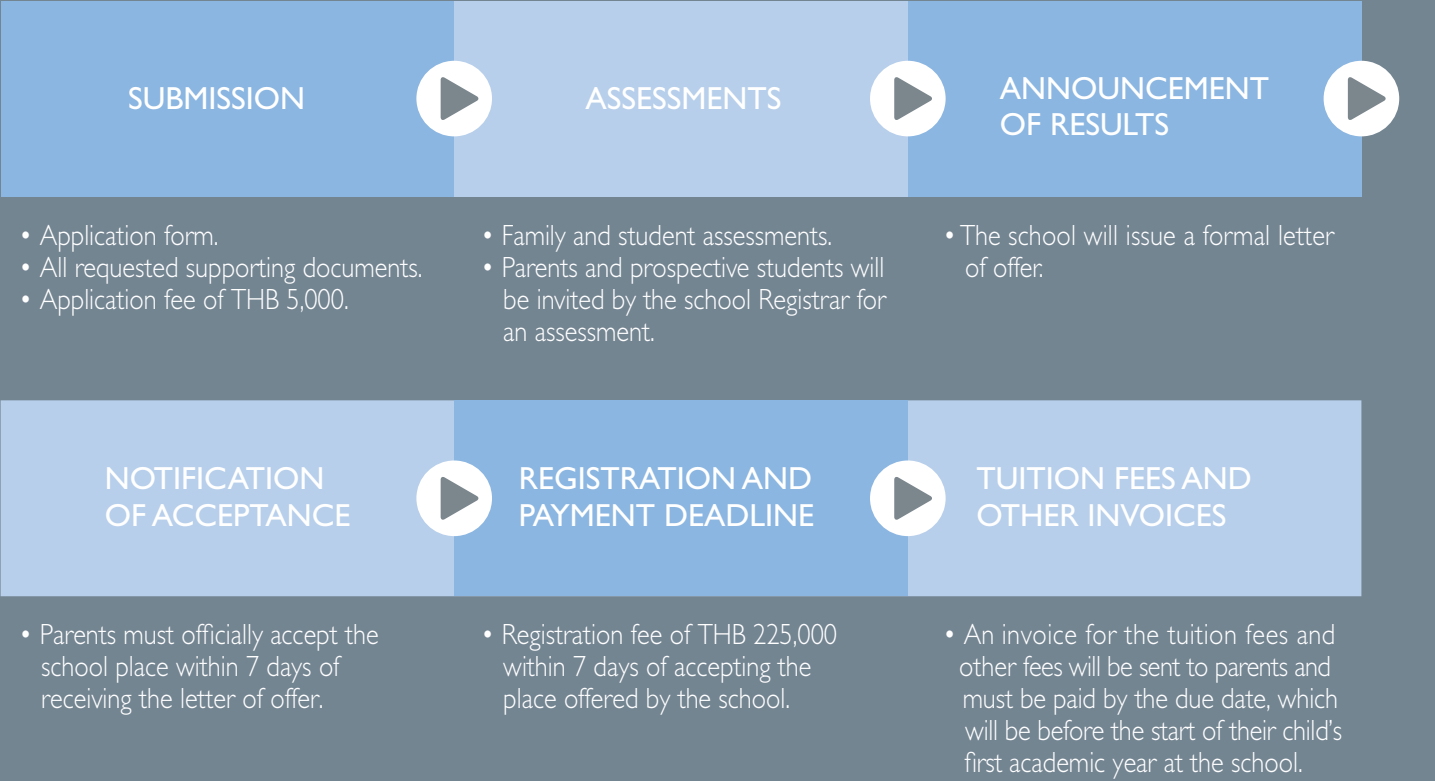 SUBMISSION
• Application form.
• All requested supporting documents.
• Application fee of THB 5,000.
ASSESSMENTS
• Family and student assessments.
• Parents and prospective students will
be invited by the school Registrar for
an assessment.
ANNOUNCEMENT
OF RESULTS
• The school will issue a formal letter
of offer.
NOTIFICATION
OF ACCEPTANCE
• Parents must officially accept the
school place within 7 days of
receiving the letter of offer.
REGISTRATION AND
PAYMENT DEADLINE
• Registration fee of THB 225,000
within 7 days of accepting the
place offered by the school.
TUITION FEES AND
OTHER INVOICES
• An invoice for the tuition fees and
other fees will be sent to parents and
must be paid by the due date, which
will be before the start of their child's
first academic year at the school.